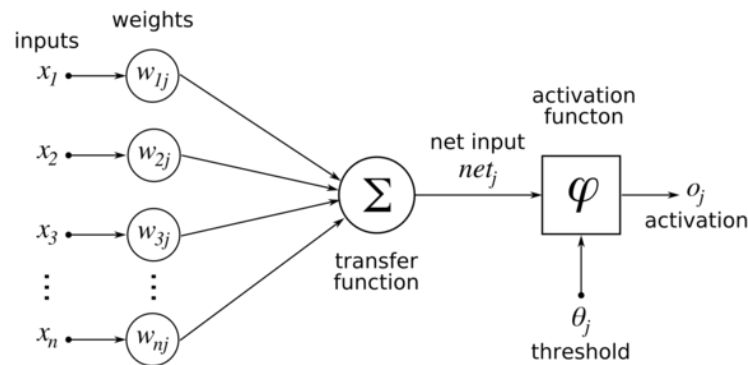 inputs
weights
x1
w1j
x2
w2j
x3
w3j
⋮
⋮
xn
wnj
Σ
transfer
function
net input
netj
activation
functon
φ
oj
activation
θj
threshold